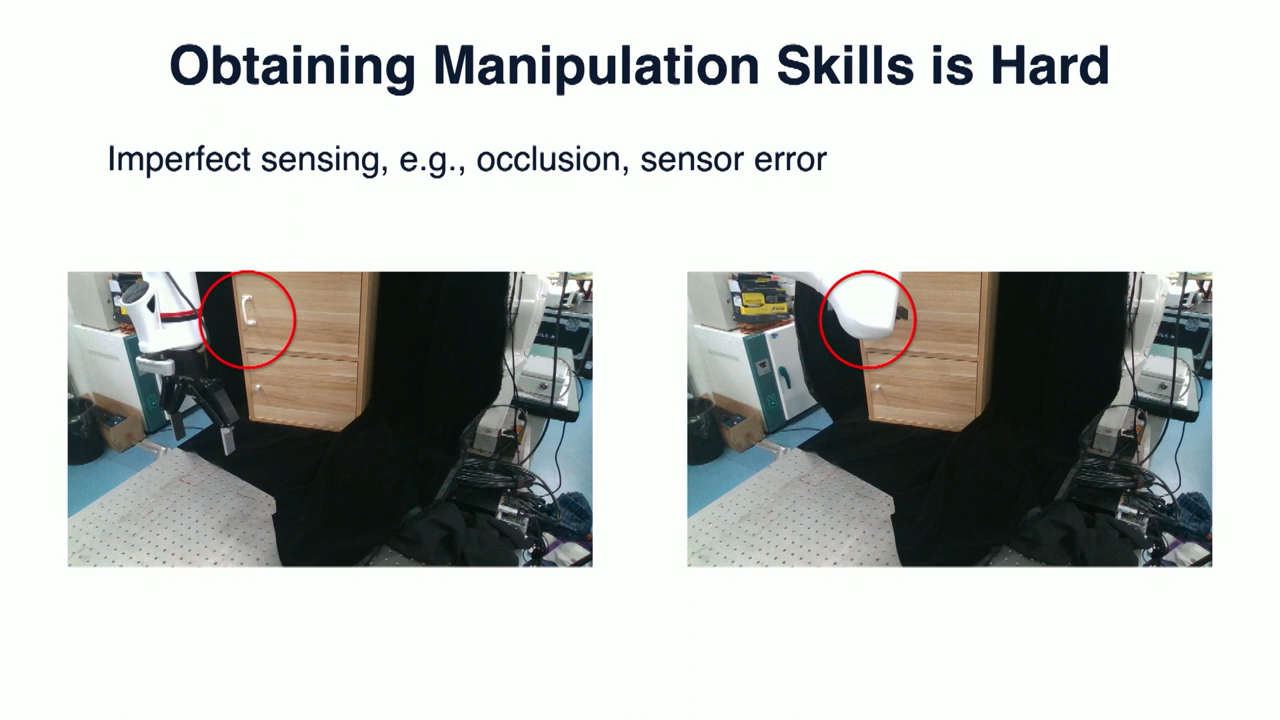 Obtaining Manipulation Skills is Hard
Imperfect sensing, e.g., occlusion, sensor error